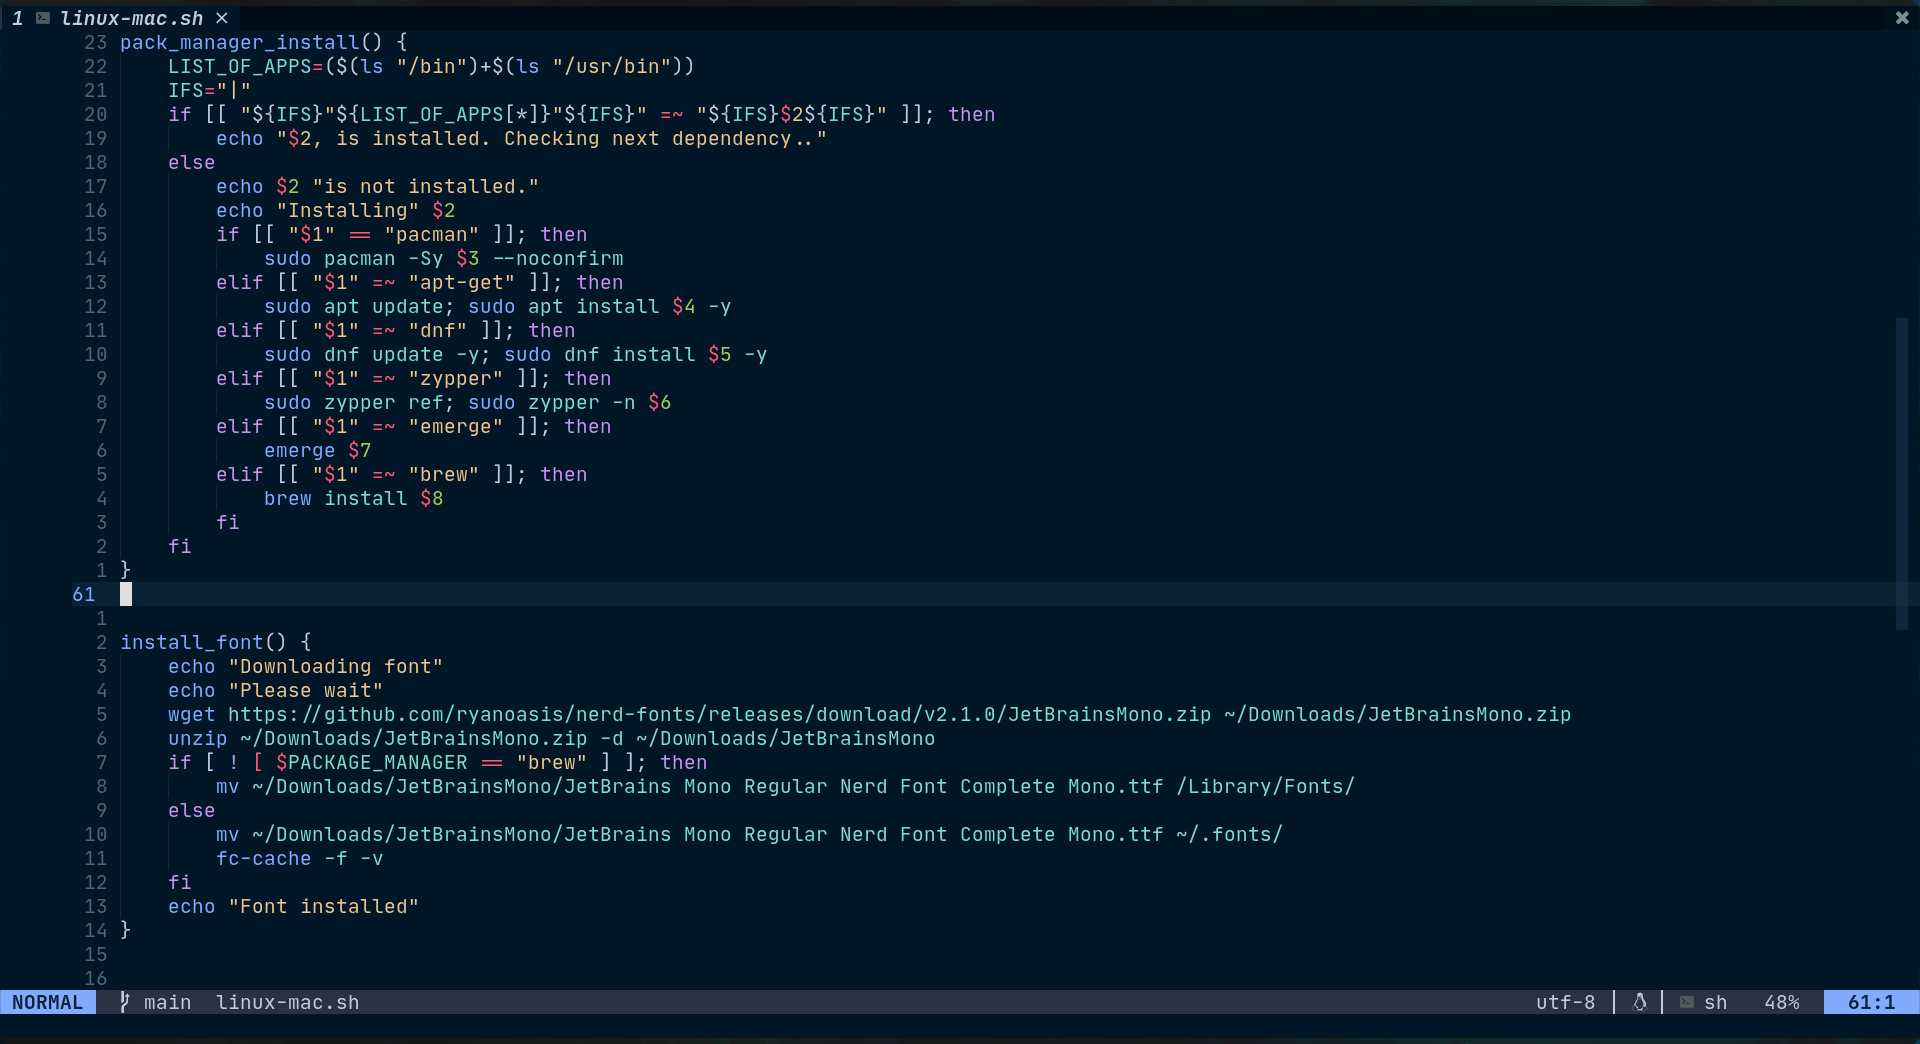 1 linux-mac.sh ×
23 pack_manager_install() {
22     LIST_OF_APPS=($(ls "/bin")+$(ls "/usr/bin"))
21     IFS="|"
20     if [[ "${IFS}"${LIST_OF_APPS[*]}"${IFS}" =~ "${IFS}$2${IFS}" ]]; then
19         echo "$2, is installed. Checking next dependency.."
18     else
17         echo $2 "is not installed."
16         echo "Installing" $2
15         if [[ "$1" == "pacman" ]]; then
14             sudo pacman -Sy $3 --noconfirm
13         elif [[ "$1" =~ "apt-get" ]]; then
12             sudo apt update; sudo apt install $4 -y
11         elif [[ "$1" =~ "dnf" ]]; then
10             sudo dnf update -y; sudo dnf install $5 -y
9         elif [[ "$1" =~ "zypper" ]]; then
8             sudo zypper ref; sudo zypper -n $6
7         elif [[ "$1" =~ "emerge" ]]; then
6             emerge $7
5         elif [[ "$1" =~ "brew" ]]; then
4             brew install $8
3         fi
2     fi
1 }
61
1
2 install_font() {
3     echo "Downloading font"
4     echo "Please wait"
5     wget https://github.com/ryanoasis/nerd-fonts/releases/download/v2.1.0/JetBrainsMono.zip ~/Downloads/JetBrainsMono.zip
6     unzip ~/Downloads/JetBrainsMono.zip -d ~/Downloads/JetBrainsMono
7     if [ ! [ $PACKAGE_MANAGER == "brew" ] ]; then
8         mv ~/Downloads/JetBrainsMono/JetBrains Mono Regular Nerd Font Complete Mono.ttf /Library/Fonts/
9     else
10         mv ~/Downloads/JetBrainsMono/JetBrains Mono Regular Nerd Font Complete Mono.ttf ~/.fonts/
11         fc-cache -f -v
12     fi
13     echo "Font installed"
14 }
15
16
NORMAL main linux-mac.sh utf-8 | | sh 48% 61:1